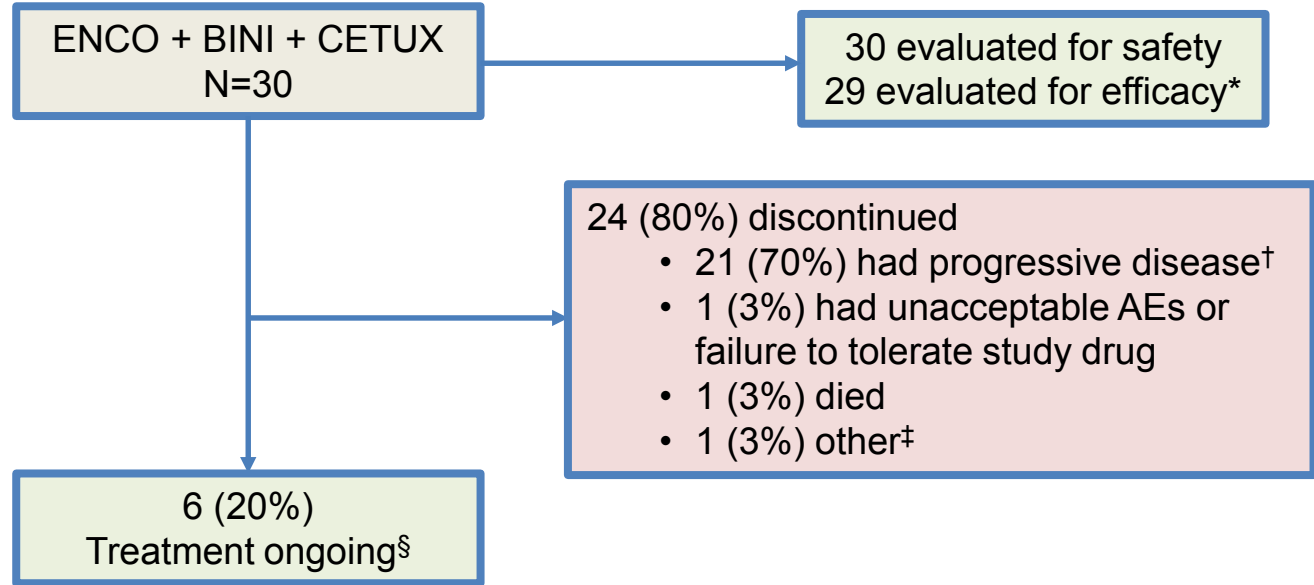 ENCO + BINI + CETUX
N=30
30 evaluated for safety
29 evaluated for efficacy*
24 (80%) discontinued
• 21 (70%) had progressive disease†
• 1 (3%) had unacceptable AEs or
failure to tolerate study drug
• 1 (3%) died
• 1 (3%) other‡
6 (20%)
Treatment ongoing§